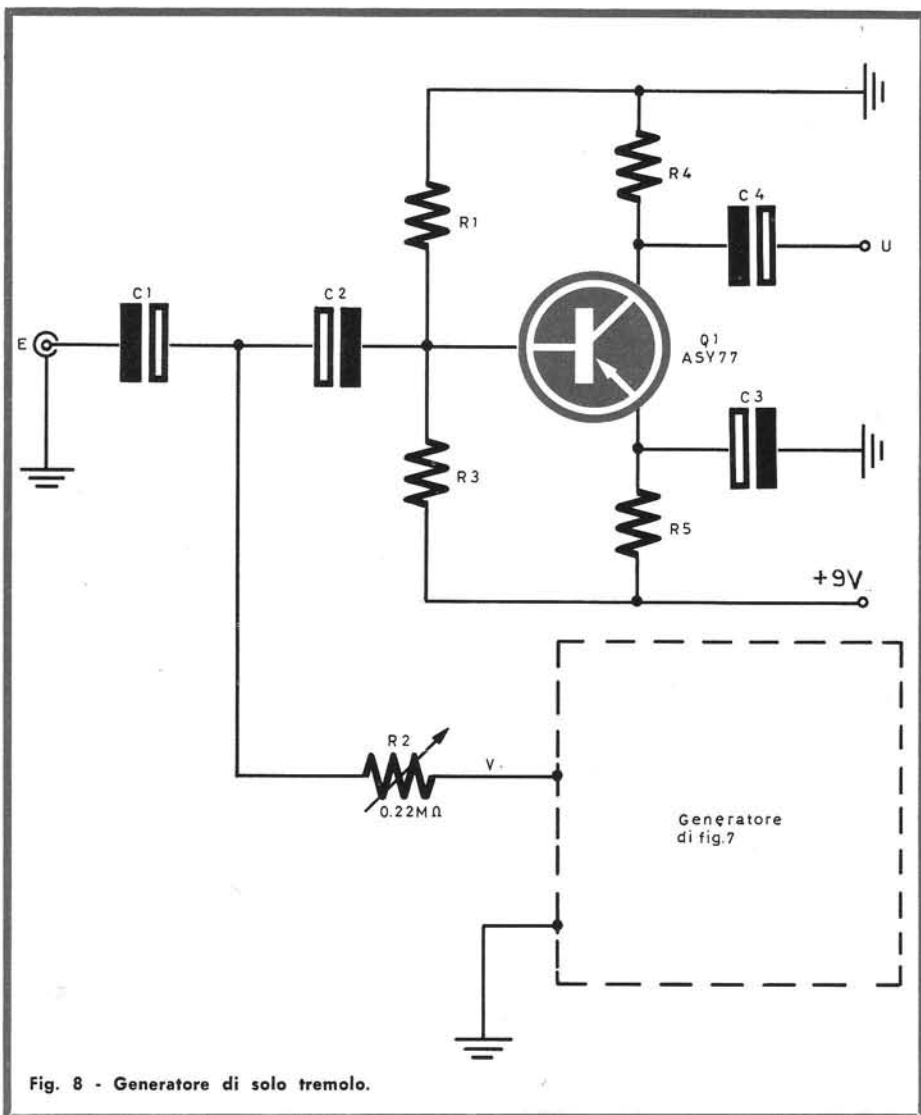 R4
C4
R1
U
C1
C2
E
Q1
ASY77
C3
R3
R5
+9V
R2
V.
0.22MΩ
Generatore
di fig.7
Fig. 8 - Generatore di solo tremolo.